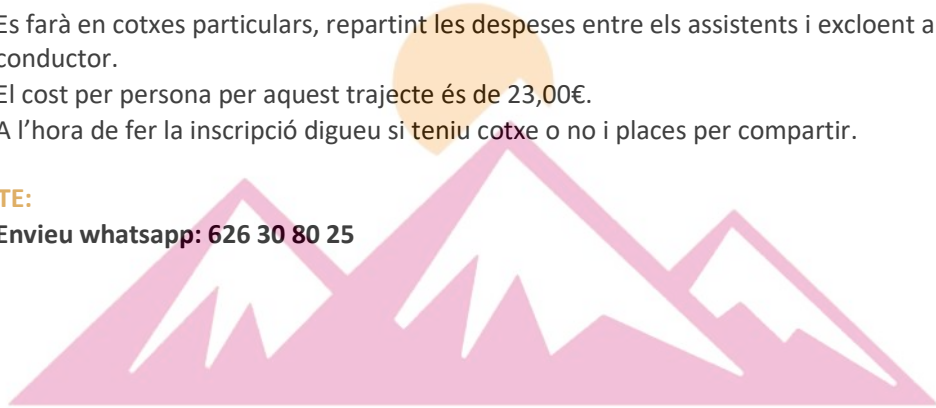 Es farà en cotxes particulars, repartint les despeses entre els assistents i excloent a
conductor.
El cost per persona per aquest trajecte és de 23,00€.
A l’hora de fer la inscripció digueu si teniu cotxe o no i places per compartir.
TE:
Envieu whatsapp: 626 30 80 25